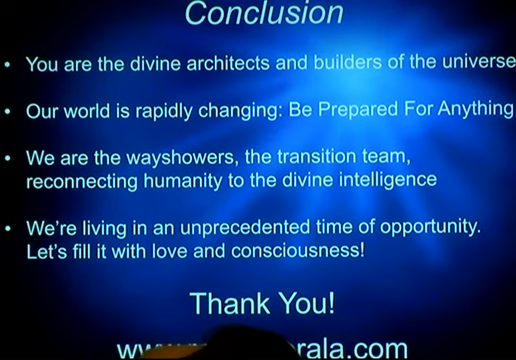 Conclusion
• You are the divine architects and builders of the universe
• Our world is rapidly changing: Be Prepared For Anything
• We are the wayshowers, the transition team,
reconnecting humanity to the divine intelligence
• We're living in an unprecedented time of opportunity.
Let's fill it with love and consciousness!
Thank You!